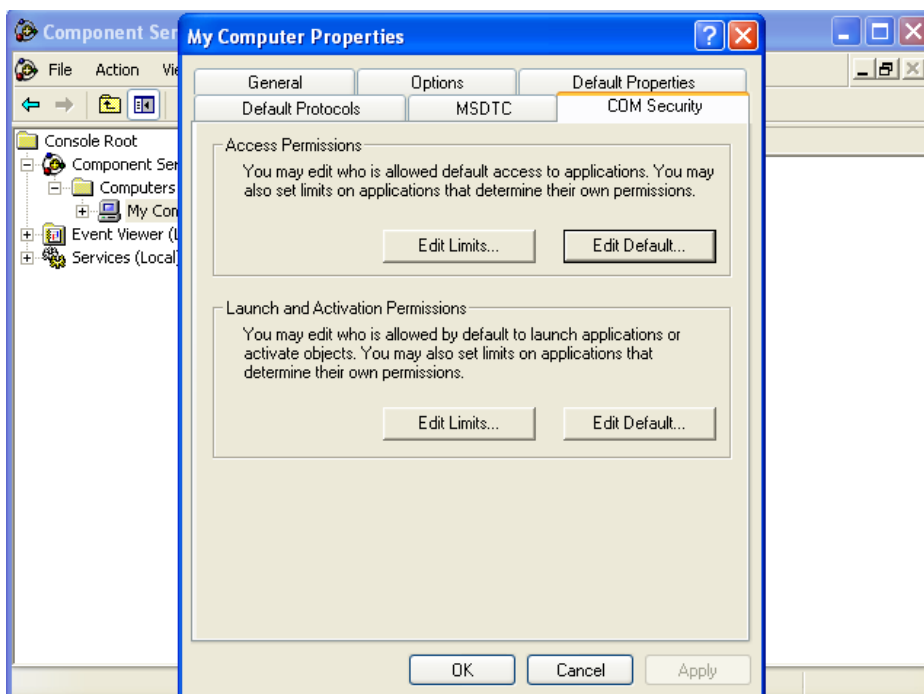 Component Ser
My Computer Properties
File Action Vie
General Options Default Properties
Default Protocols MSDTC COM Security
Console Root
Component Ser
Computers
My Com
Event Viewer (L
Services (Local)
Access Permissions
You may edit who is allowed default access to applications. You may
also set limits on applications that determine their own permissions.
Edit Limits... Edit Default...
Launch and Activation Permissions
You may edit who is allowed by default to launch applications or
activate objects. You may also set limits on applications that
determine their own permissions.
Edit Limits... Edit Default...
OK Cancel Apply